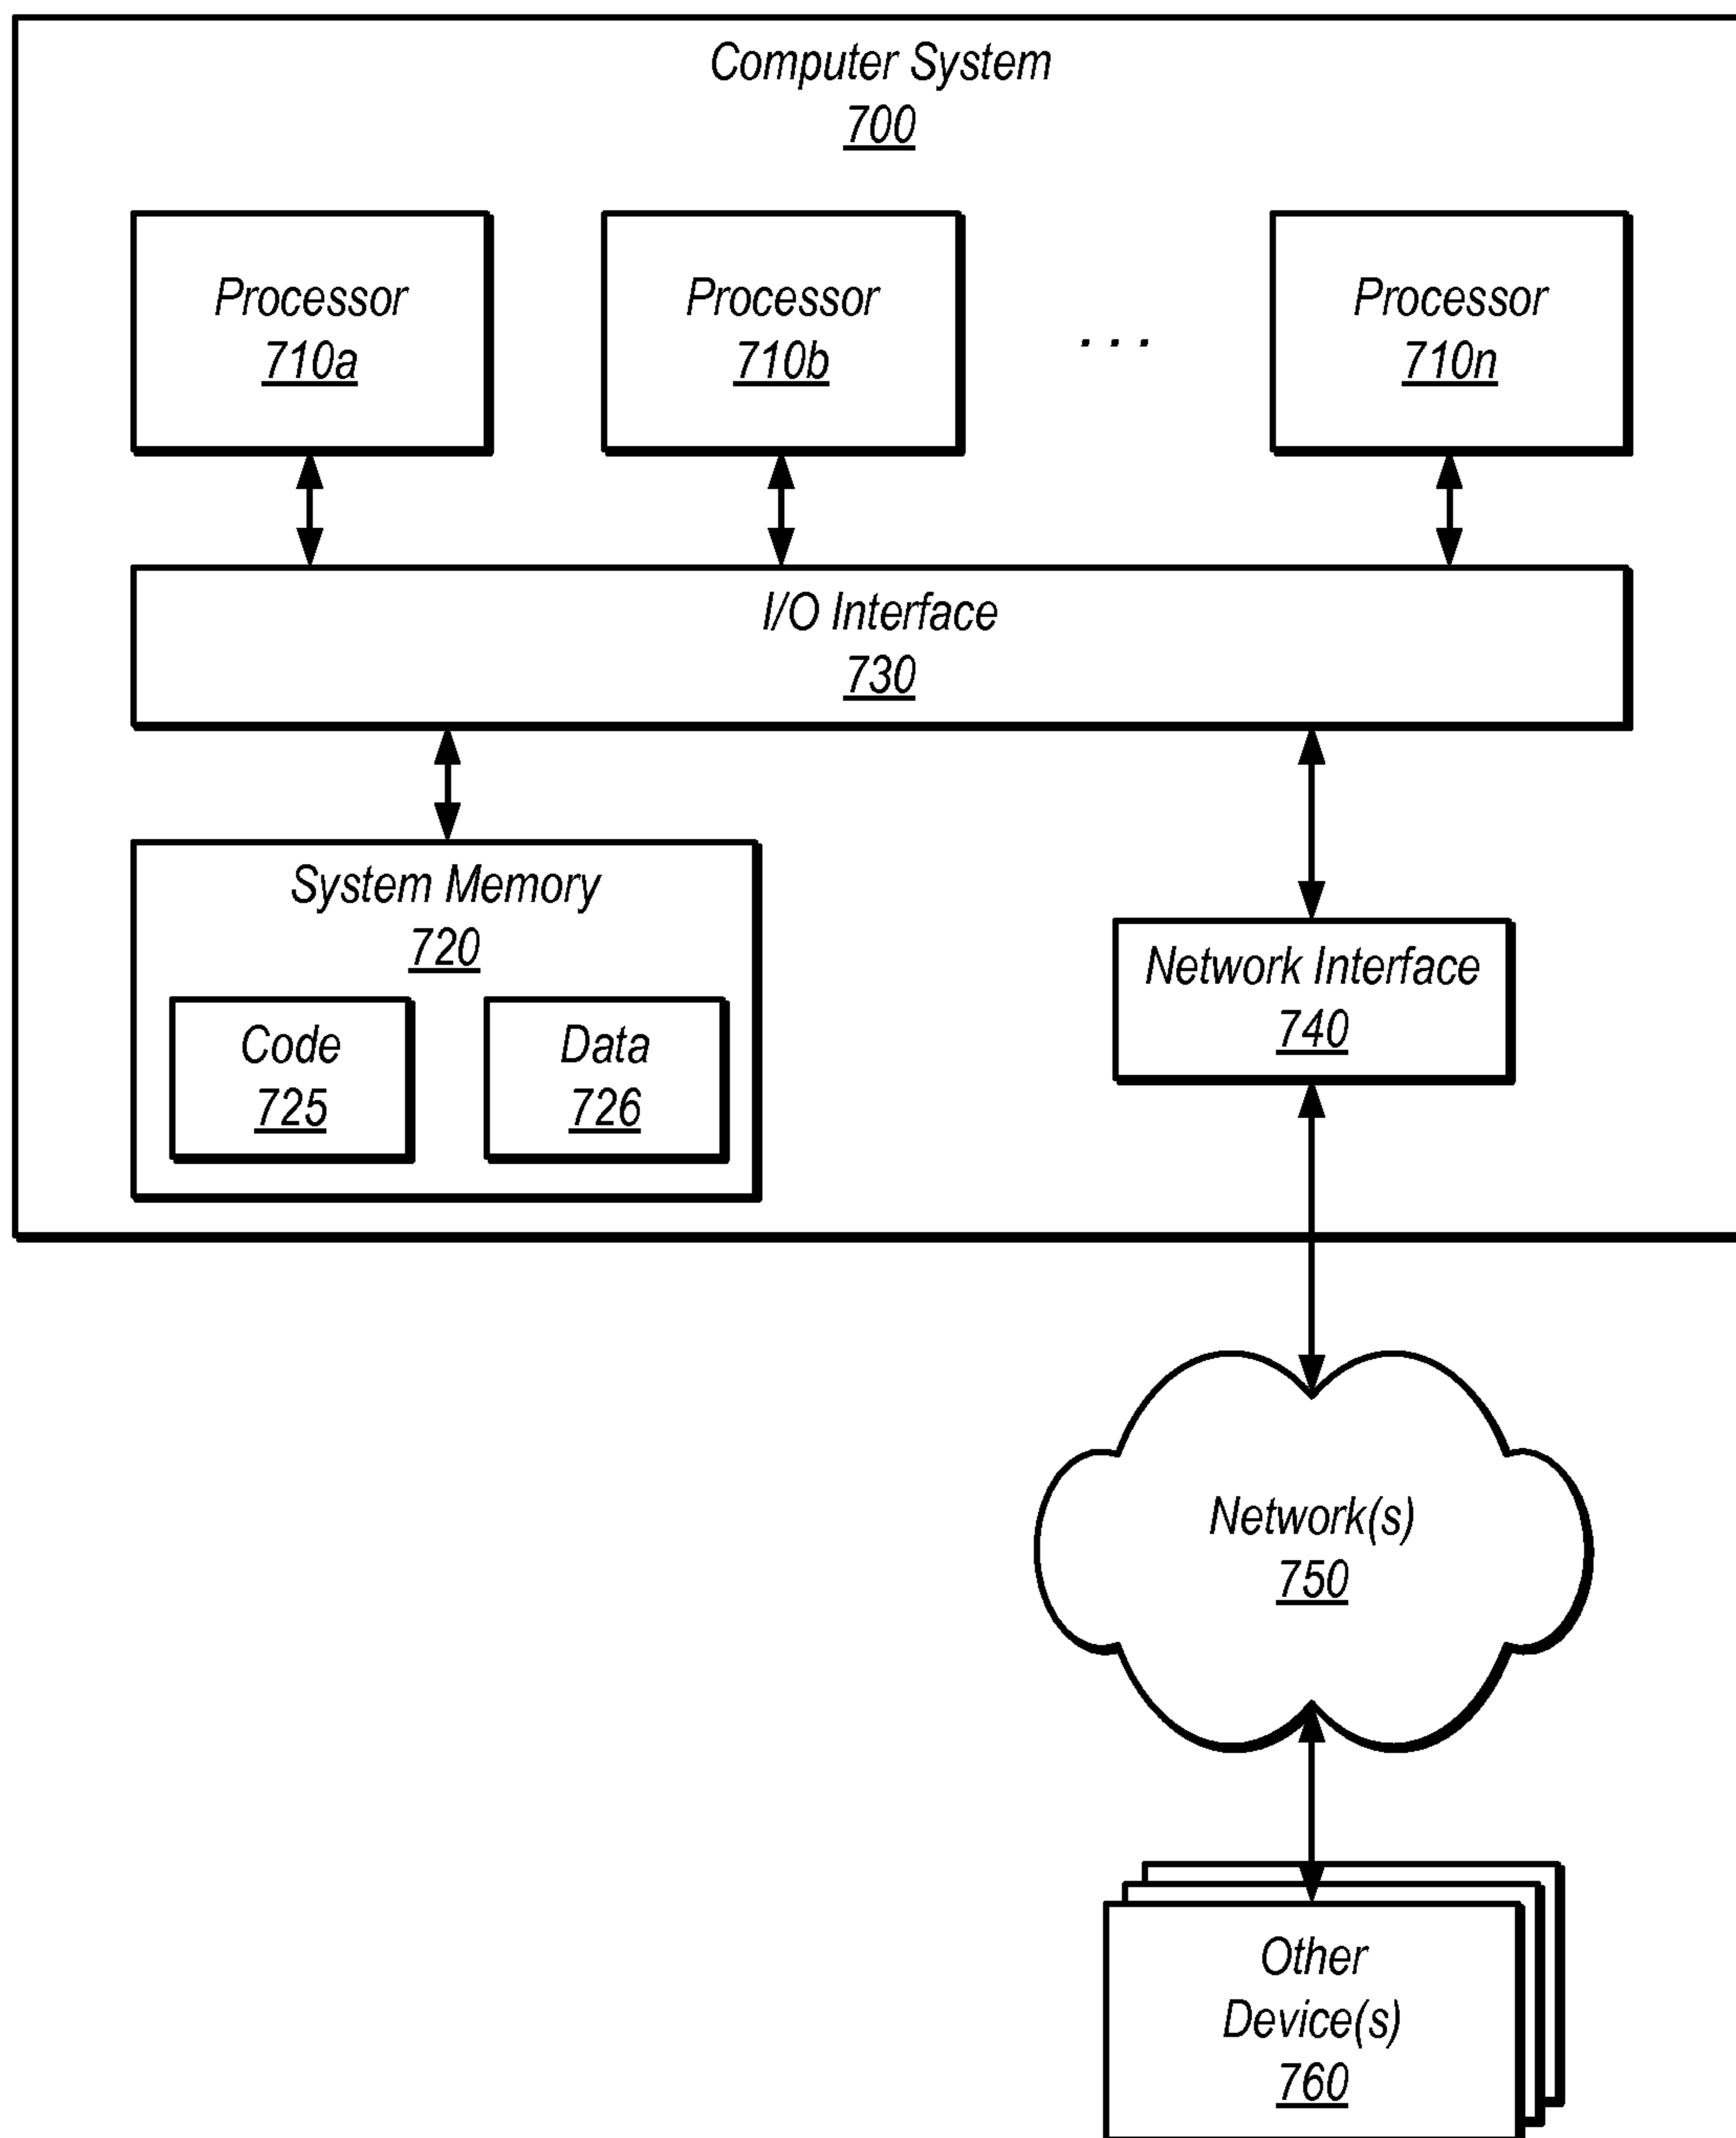 Computer System
700
Processor
710a
Processor
710b
. . .
Processor
710n
I/O Interface
730
System Memory
720
Code
725
Data
726
Network Interface
740
Network(s)
750
Other
Device(s)
760